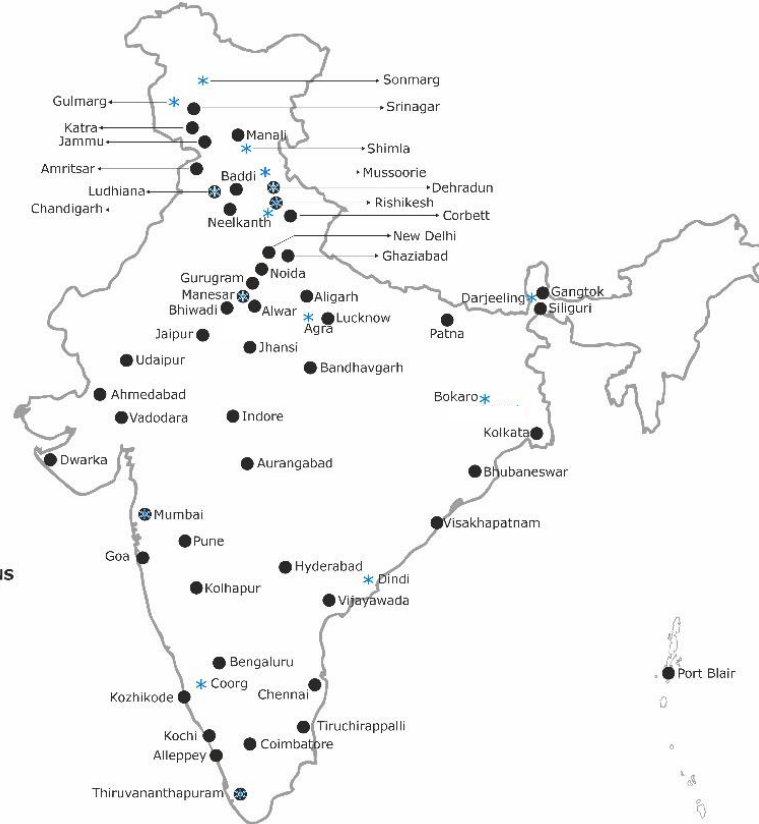 Sonmarg
Gulmarg
Srinagar
Katra
Manali
Jammu
Shimla
Amritsar
Baddi
Mussoorie
Ludhiana
Dehradun
Chandigarh
Rishikesh
Neelkanth
Corbett
New Delhi
Ghaziabad
Noida
Gurugram
Manesar
Aligarh
Darjeeling
Gangtok
Bhiwadi
Alwar
Siliguri
Lucknow
Agra
Patna
Jaipur
Jhansi
Udaipur
Bandhavgarh
Ahmedabad
Bokaro
Vadodara
Indore
Kolkata
Dwarka
Aurangabad
Bhubaneswar
Mumbai
Visakhapatnam
Pune
Goa
Hyderabad
us
Dindi
Kolhapur
Vijayawada
Bengaluru
Port Blair
Coorg
Chennai
Kozhikode
Tiruchirappalli
Kochi
Coimbatore
Alleppey
Thiruvananthapuram